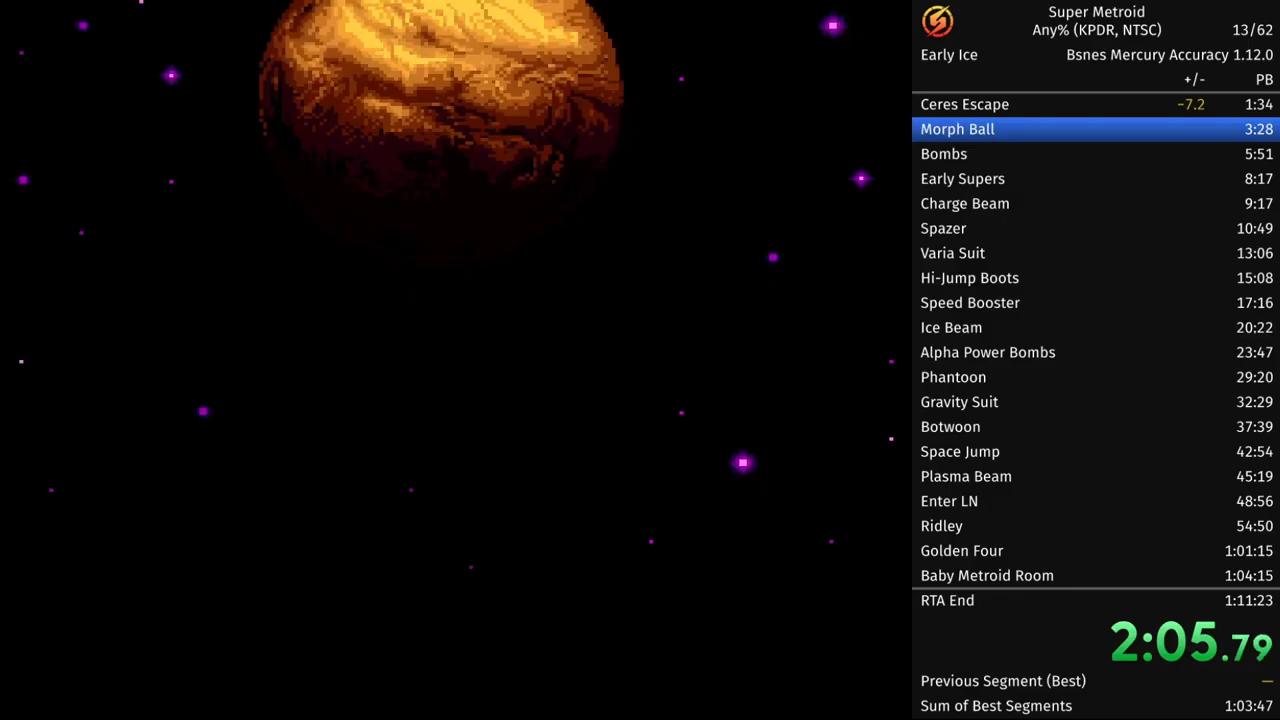 Super Metroid
Any% (KPDR, NTSC) 13/62
Early Ice Bsnes Mercury Accuracy 1.12.0
+/- PB
Ceres Escape −7.2 1:34
Morph Ball 3:28
Bombs 5:51
Early Supers 8:17
Charge Beam 9:17
Spazer 10:49
Varia Suit 13:06
Hi-Jump Boots 15:08
Speed Booster 17:16
Ice Beam 20:22
Alpha Power Bombs 23:47
Phantoon 29:20
Gravity Suit 32:29
Botwoon 37:39
Space Jump 42:54
Plasma Beam 45:19
Enter LN 48:56
Ridley 54:50
Golden Four 1:01:15
Baby Metroid Room 1:04:15
RTA End 1:11:23
2:05.79
Previous Segment (Best) —
Sum of Best Segments 1:03:47